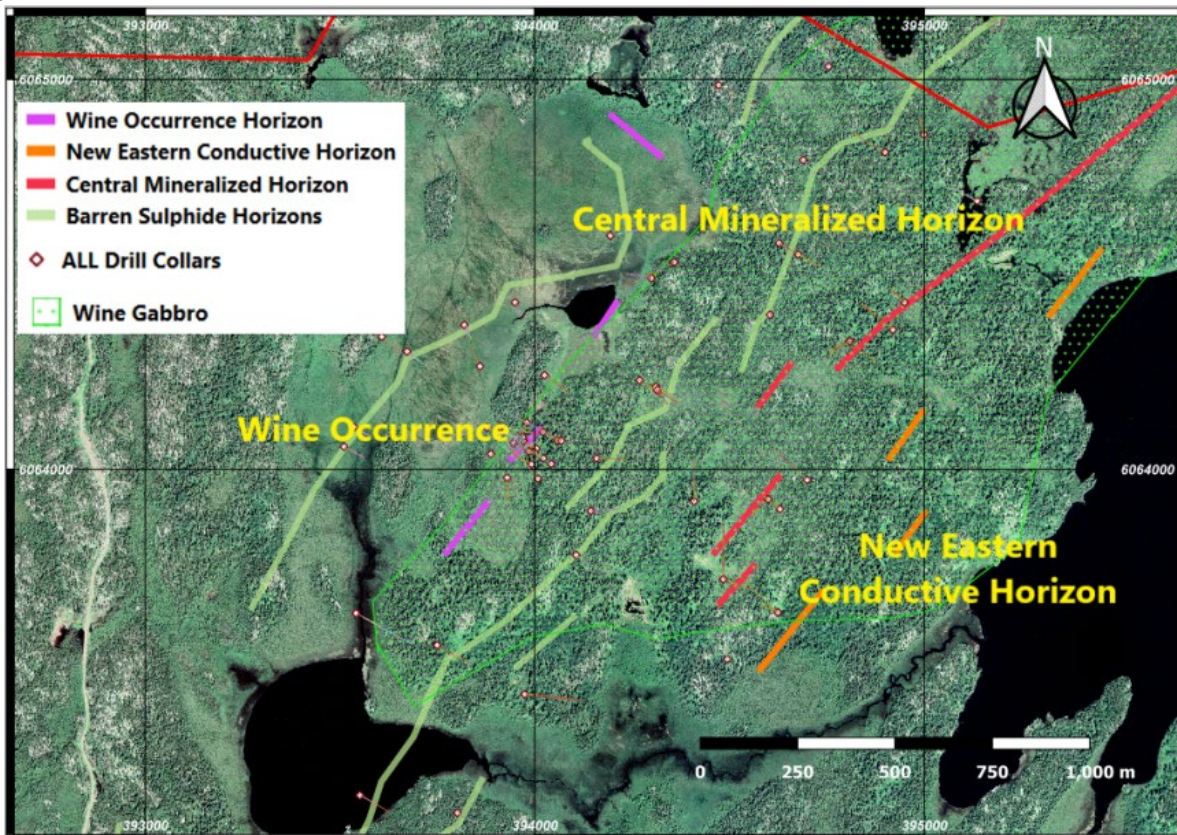 393000
394000
395000
N
6065000
6065000
Wine Occurrence Horizon
New Eastern Conductive Horizon
Central Mineralized Horizon
Barren Sulphide Horizons
ALL Drill Collars
Wine Gabbro
Central Mineralized Horizon
Wine Occurrence
6064000
6064000
New Eastern
Conductive Horizon
0 250 500 750 1,000 m
393000
394000
395000